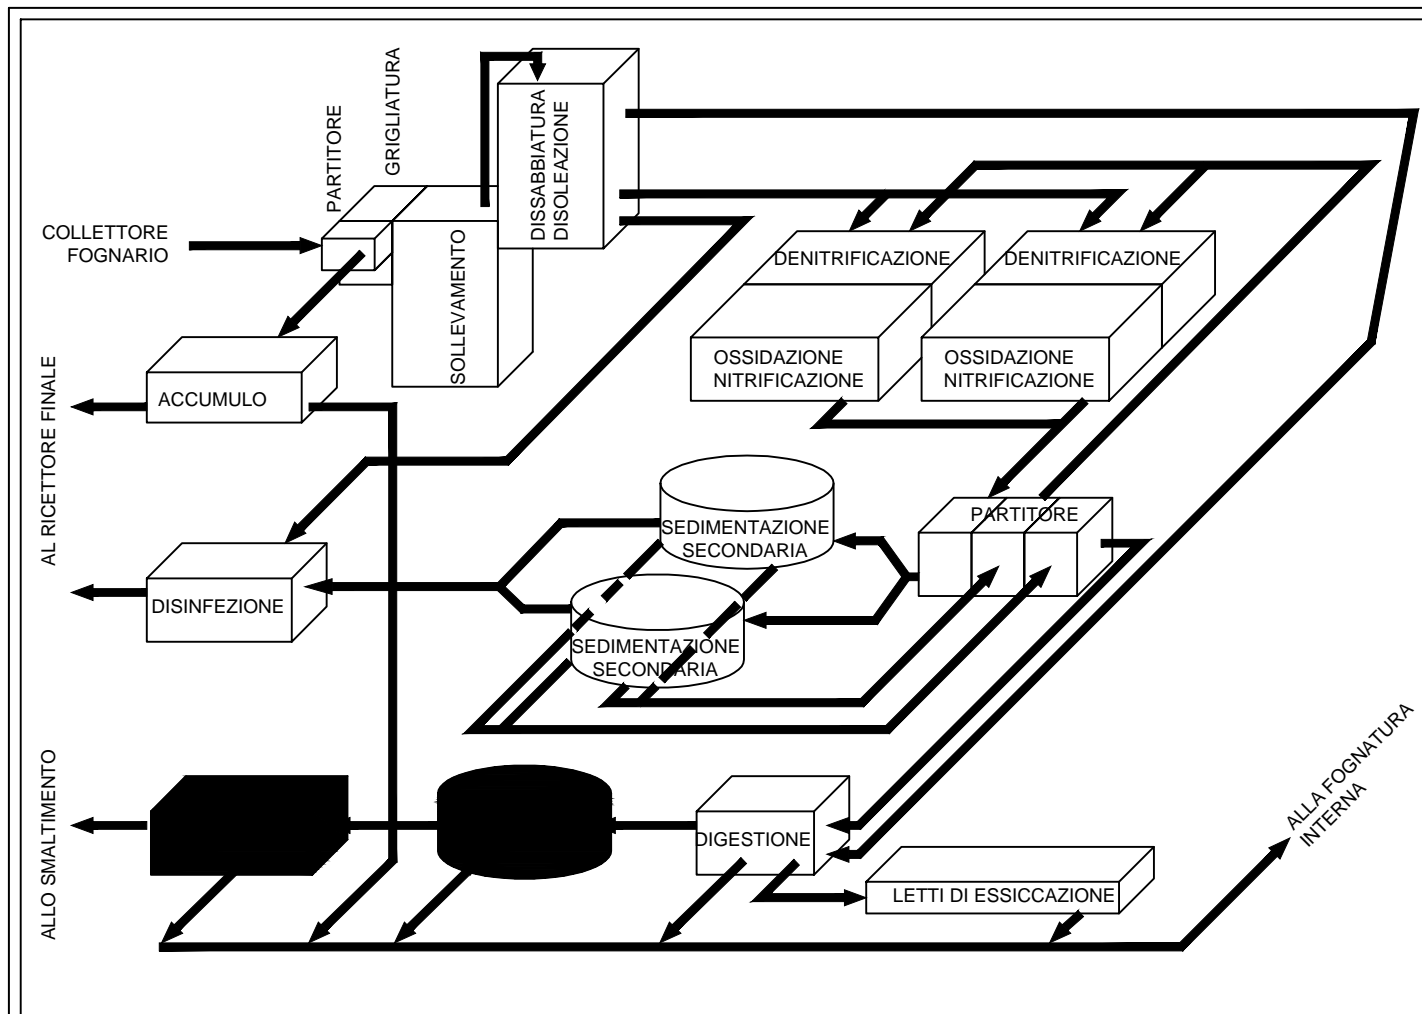 PARTITORE
GRIGLIATURA
DISSABBIATURA
DISOLEAZIONE
COLLETTORE
FOGNARIO
SOLLEVAMENTO
DENITRIFICAZIONE
DENITRIFICAZIONE
OSSIDAZIONE
NITRIFICAZIONE
OSSIDAZIONE
NITRIFICAZIONE
AL RICETTORE FINALE
ACCUMULO
SEDIMENTAZIONE
SECONDARIA
PARTITORE
DISINFEZIONE
SEDIMENTAZIONE
SECONDARIA
ALLO SMALTIMENTO
DIGESTIONE
LETTI DI ESSICCAZIONE
ALLA FOGNATURA
INTERNA